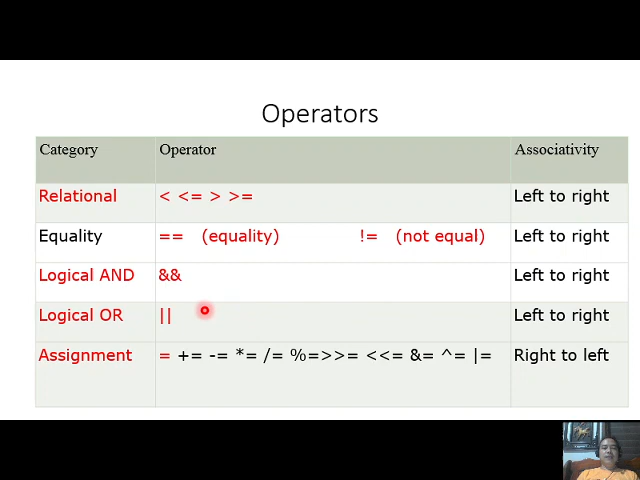 Operators
Category Operator Associativity
Relational < <= > >= Left to right
Equality == (equality) != (not equal) Left to right
Logical AND && Left to right
Logical OR || Left to right
Assignment = += -= *= /= %=>>= <<= &= ^= |= Right to left